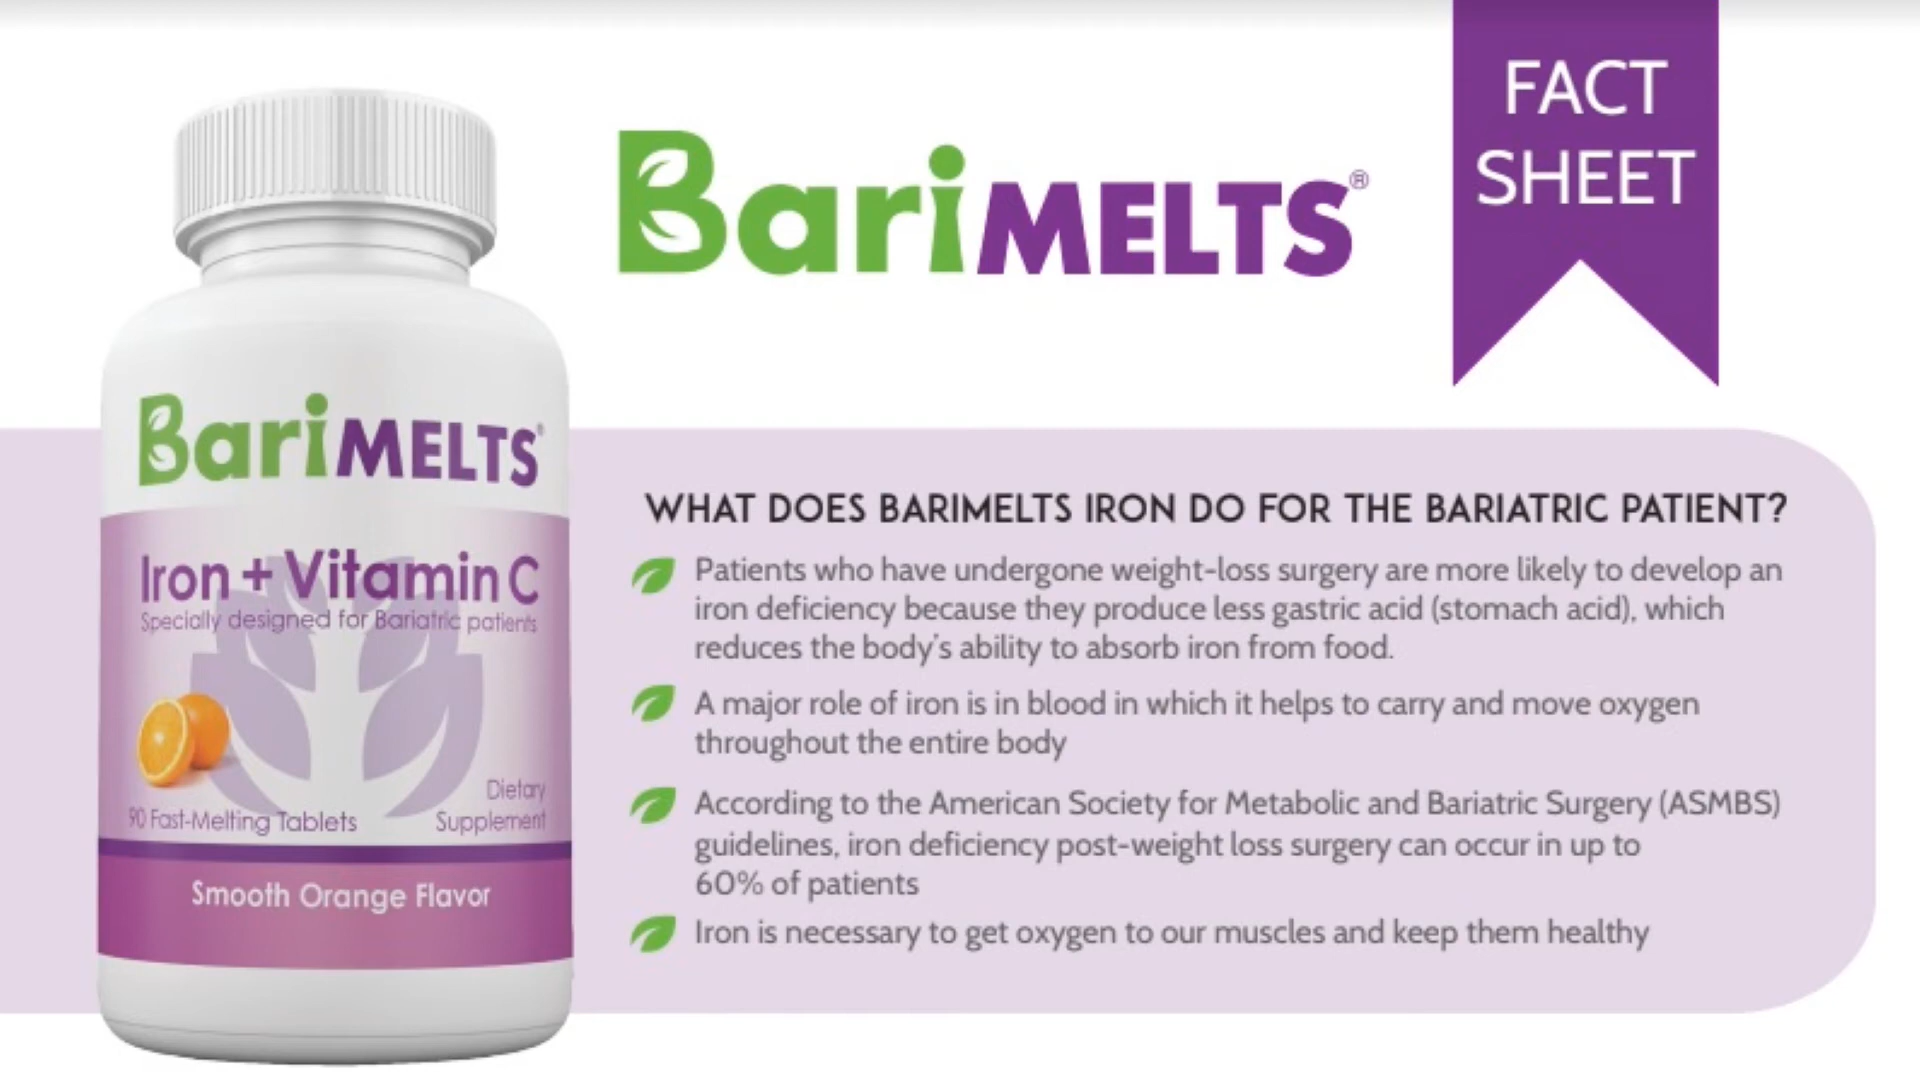 FACT
SHEET
BariMELTS®
BariMELTS®
Iron + Vitamin C
Specially designed for Bariatric patients
Dietary
90 Fast-Melting Tablets Supplement
Smooth Orange Flavor
WHAT DOES BARIMELTS IRON DO FOR THE BARIATRIC PATIENT?
Patients who have undergone weight-loss surgery are more likely to develop an
iron deficiency because they produce less gastric acid (stomach acid), which
reduces the body's ability to absorb iron from food.
A major role of iron is in blood in which it helps to carry and move oxygen
throughout the entire body
According to the American Society for Metabolic and Bariatric Surgery (ASMBS)
guidelines, iron deficiency post-weight loss surgery can occur in up to
60% of patients
Iron is necessary to get oxygen to our muscles and keep them healthy